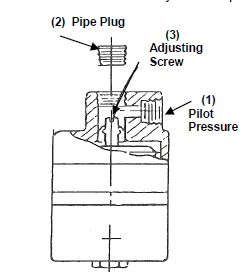 (2) Pipe Plug
(3)
Adjusting
Screw
(1)
Pilot
Pressure